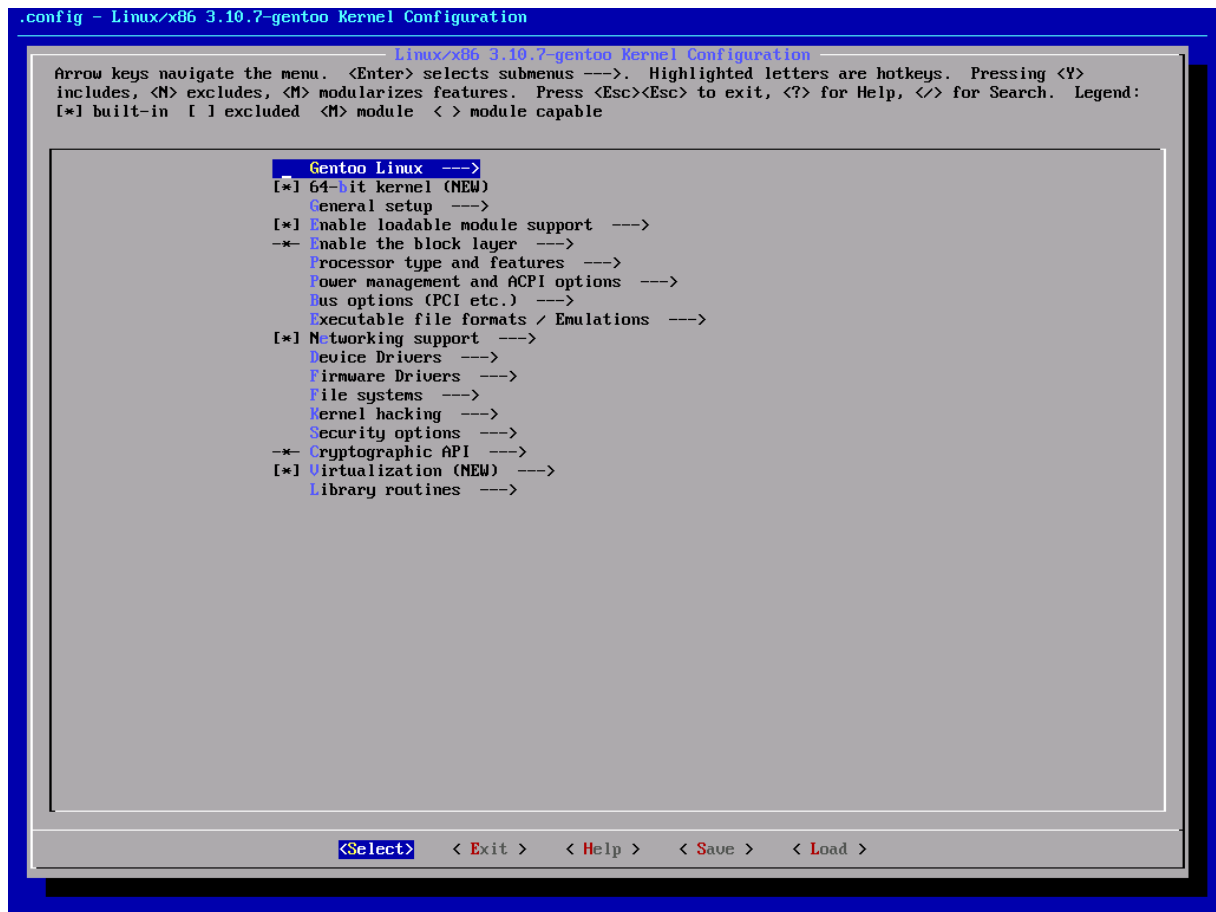 .config - Linux/x86 3.10.7-gentoo Kernel Configuration
Linux/x86 3.10.7-gentoo Kernel Configuration
Arrow keys navigate the menu.  <Enter> selects submenus --->.  Highlighted letters are hotkeys.  Pressing <Y>
includes, <N> excludes, <M> modularizes features.  Press <Esc><Esc> to exit, <?> for Help, </> for Search.  Legend:
[*] built-in  [ ] excluded  <M> module  < > module capable
Gentoo Linux  --->
[*] 64-bit kernel (NEW)
General setup  --->
[*] Enable loadable module support  --->
-*- Enable the block layer  --->
Processor type and features  --->
Power management and ACPI options  --->
Bus options (PCI etc.)  --->
Executable file formats / Emulations  --->
[*] Networking support  --->
Device Drivers  --->
Firmware Drivers  --->
File systems  --->
Kernel hacking  --->
Security options  --->
-*- Cryptographic API  --->
[*] Virtualization (NEW)  --->
Library routines  --->
<Select>    < Exit >    < Help >    < Save >    < Load >